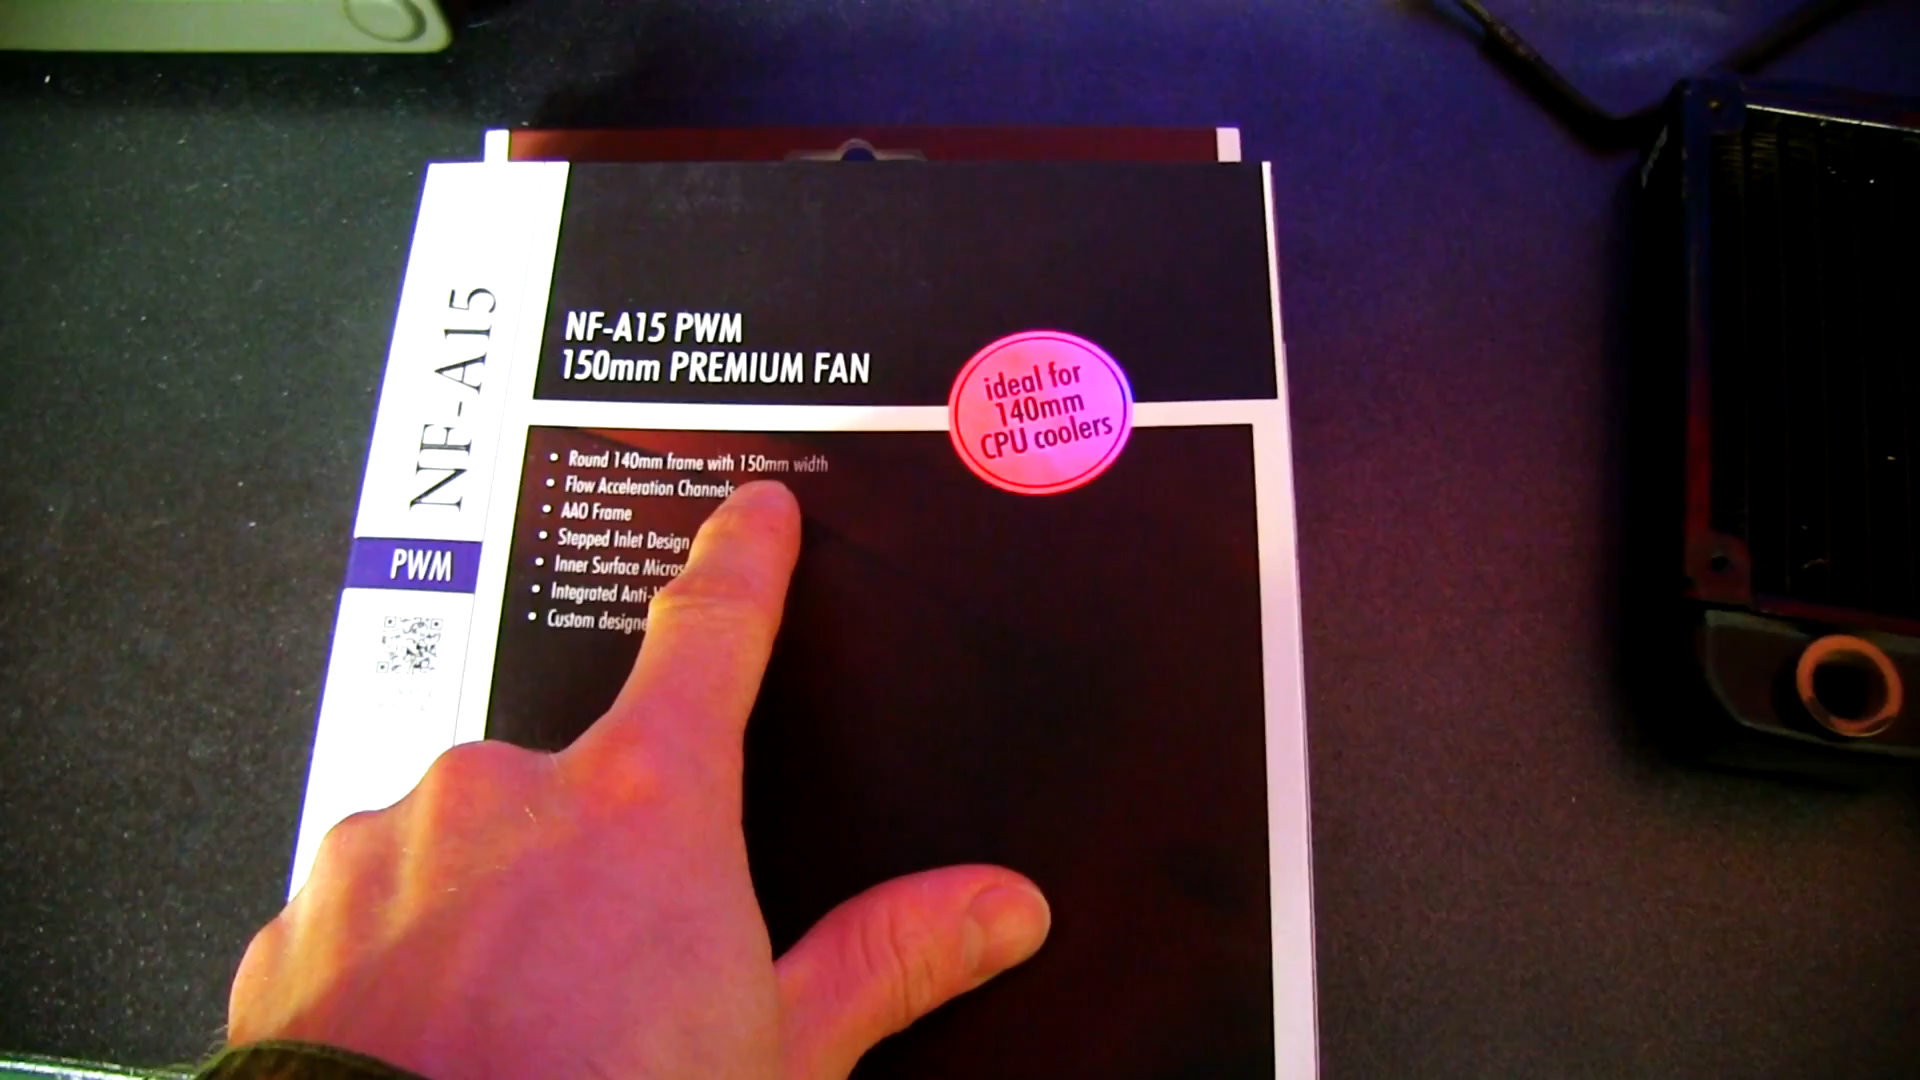 NF-A15
PWM
NF-A15 PWM
150mm PREMIUM FAN
ideal for
140mm
CPU coolers
• Round 140mm frame with 150mm width
• Flow Acceleration Channels
• AAO Frame
• Stepped Inlet Design
• Inner Surface
• Integrated
• Custom